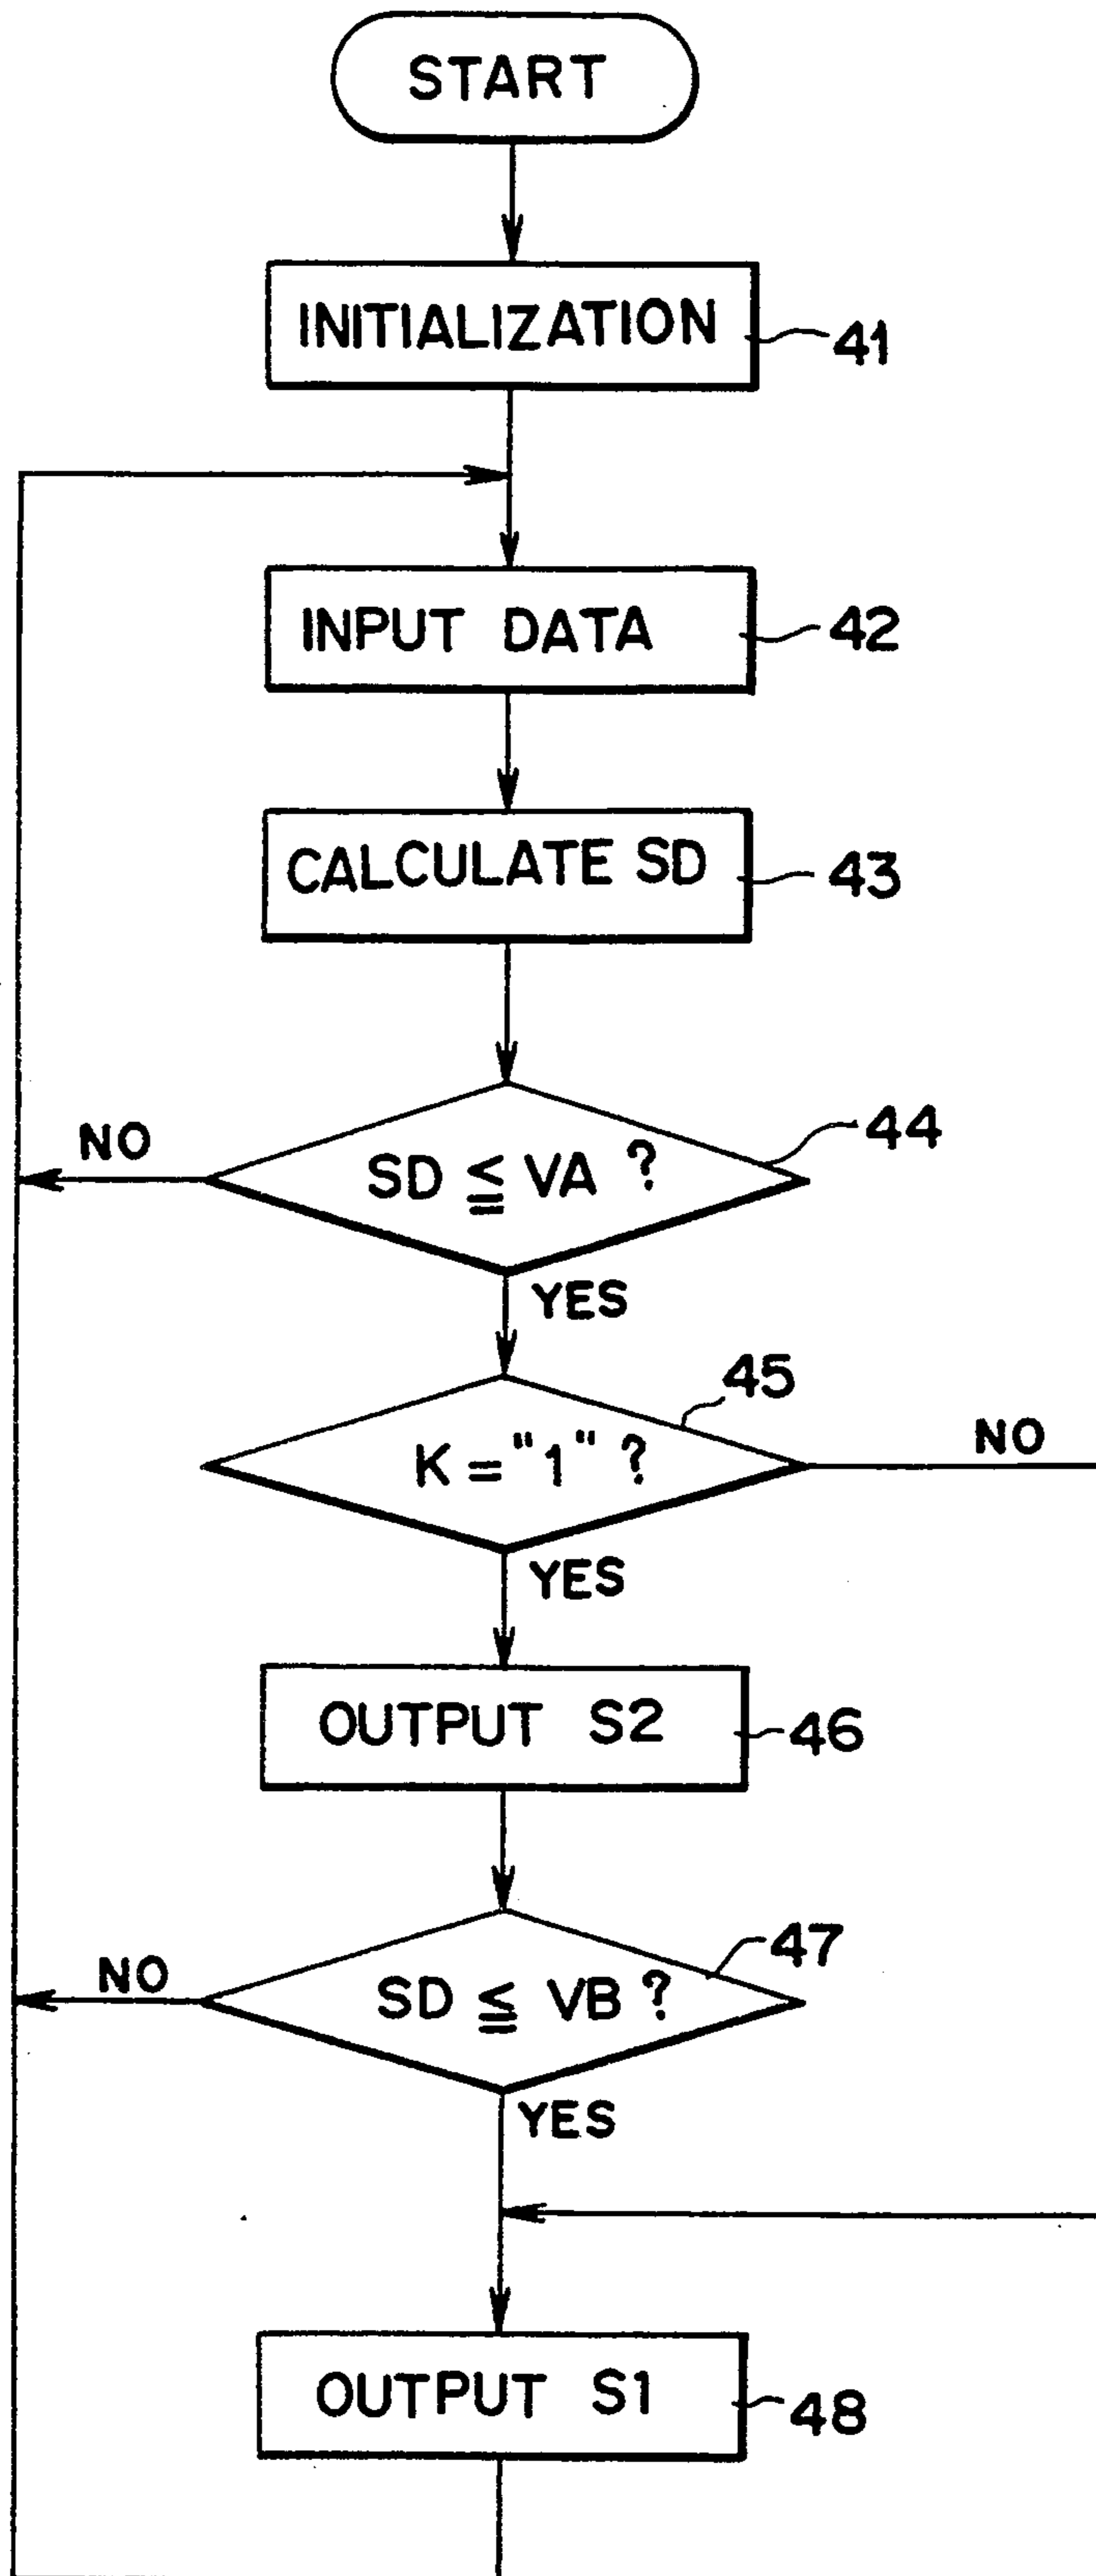 START
INITIALIZATION
41
INPUT DATA
42
CALCULATE SD
43
44
NO
SD ≦ VA ?
YES
45
K = "1" ?
NO
YES
OUTPUT S2
46
47
NO
SD ≦ VB ?
YES
OUTPUT S1
48